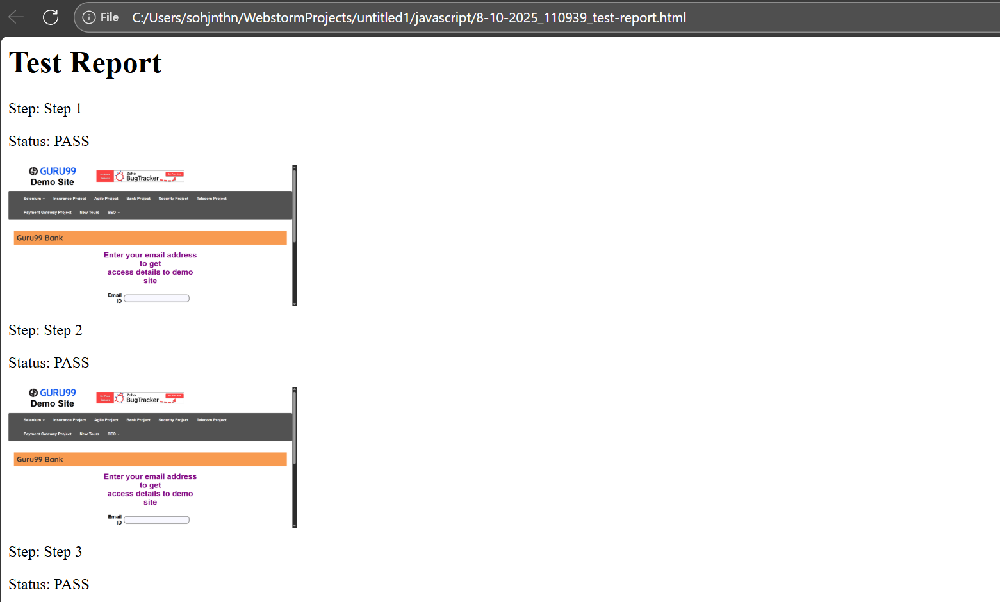 File C:/Users/sohjnthn/WebstormProjects/untitled1/javascript/8-10-2025_110939_test-report.html
Test Report
Step: Step 1
Status: PASS
GURU99
Demo Site
Zoho
BugTracker
Selenium Insurance Project Agile Project Bank Project Security Project Telecom Project
Payment Gateway Project New Tours SEO
Guru99 Bank
Enter your email address
to get
access details to demo
site
Email
ID
Step: Step 2
Status: PASS
GURU99
Demo Site
Zoho
BugTracker
Selenium Insurance Project Agile Project Bank Project Security Project Telecom Project
Payment Gateway Project New Tours SEO
Guru99 Bank
Enter your email address
to get
access details to demo
site
Email
ID
Step: Step 3
Status: PASS